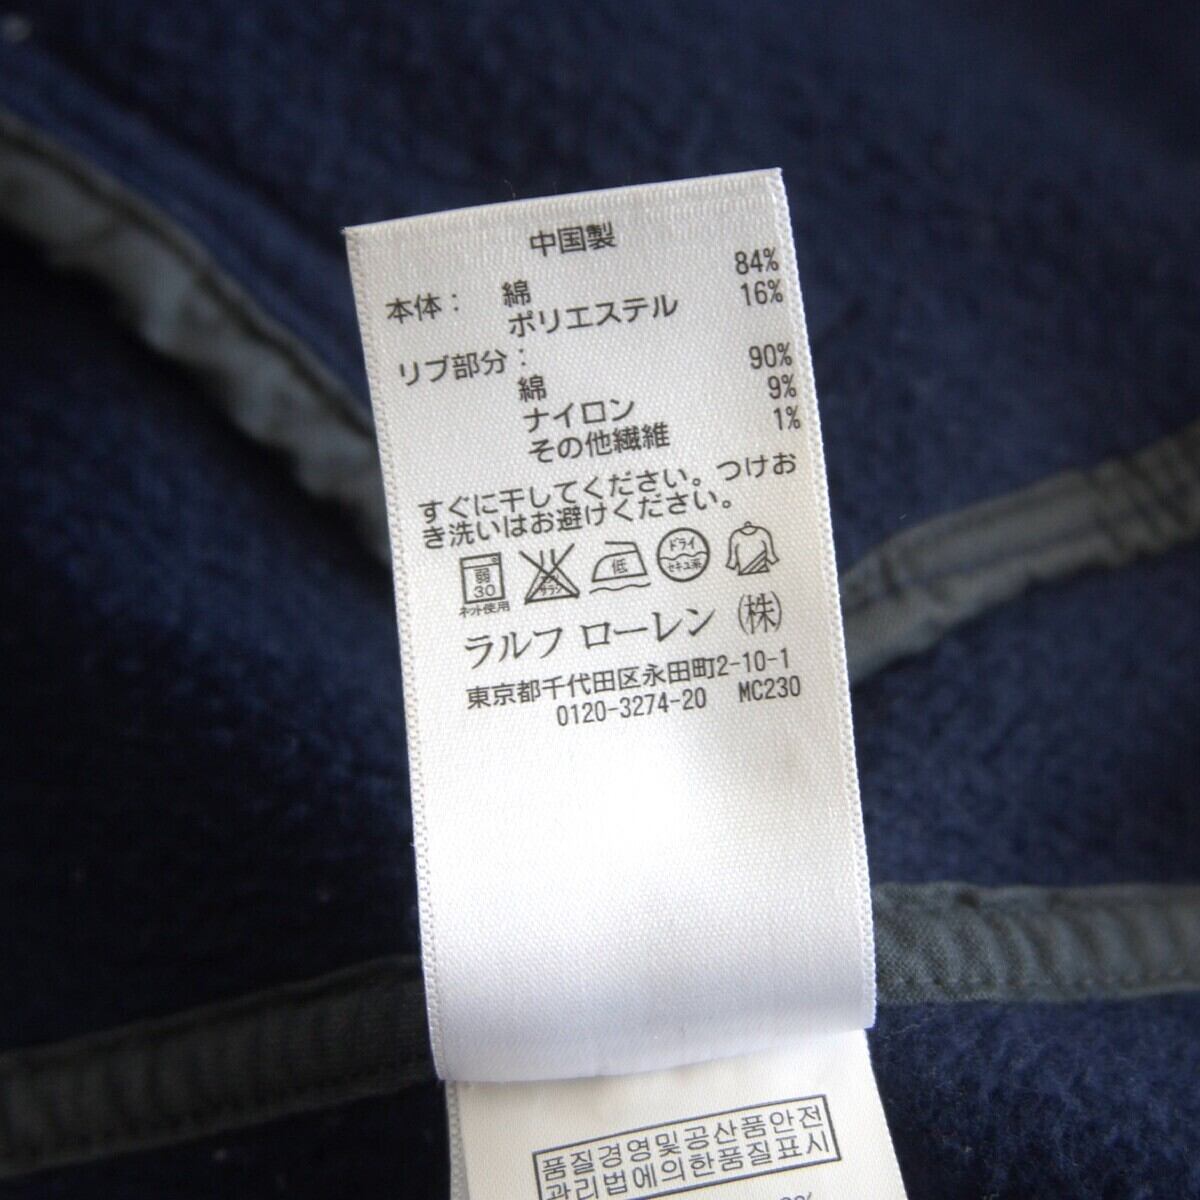 中国製
本体： 綿 84%
ポリエステル 16%
リブ部分：
綿 90%
ナイロン 9%
その他繊維 1%
すぐに干してください。つけお
き洗いはお避けください。
弱 30 低 ドライ セキユ系
ネット使用
ラルフ ローレン (株)
東京都千代田区永田町2-10-1
0120-3274-20 MC230
품질경영및공산품안전
관리법에의한품질표시